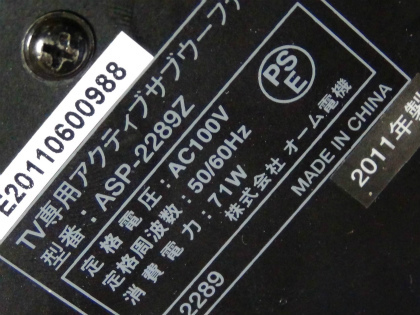 E20110600988
TV専用アクティブサブウーファ
型番：ASP-2289Z
定格電圧：AC100V
定格周波数：50/60Hz
消費電力：71W
PSE
株式会社 オーム電機
MADE IN CHINA
2011年製
2289